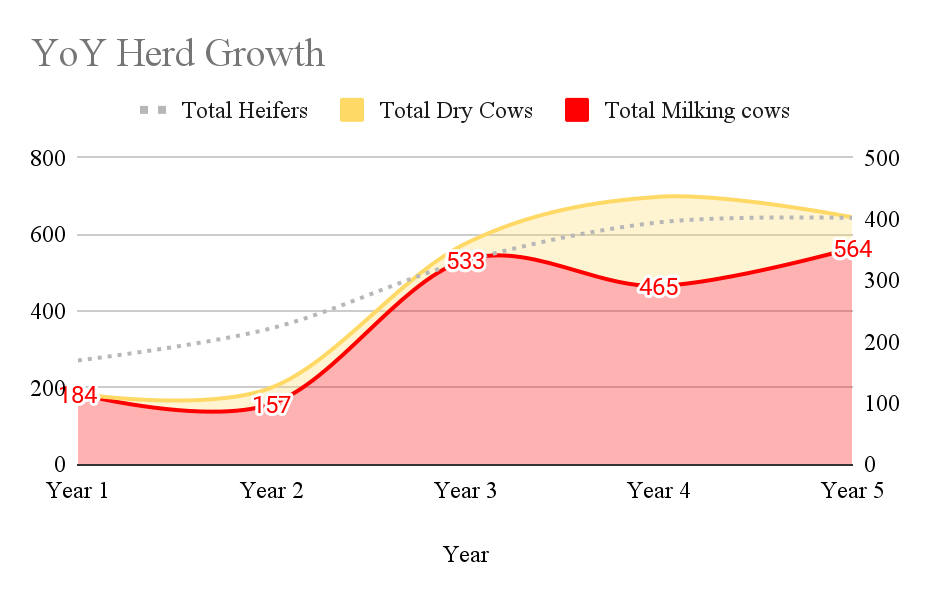 YoY Herd Growth
Total Heifers Total Dry Cows Total Milking cows
800 500
600 400
400 300
200 200
0 100
0
184 157 533 465 564
Year 1 Year 2 Year 3 Year 4 Year 5
Year